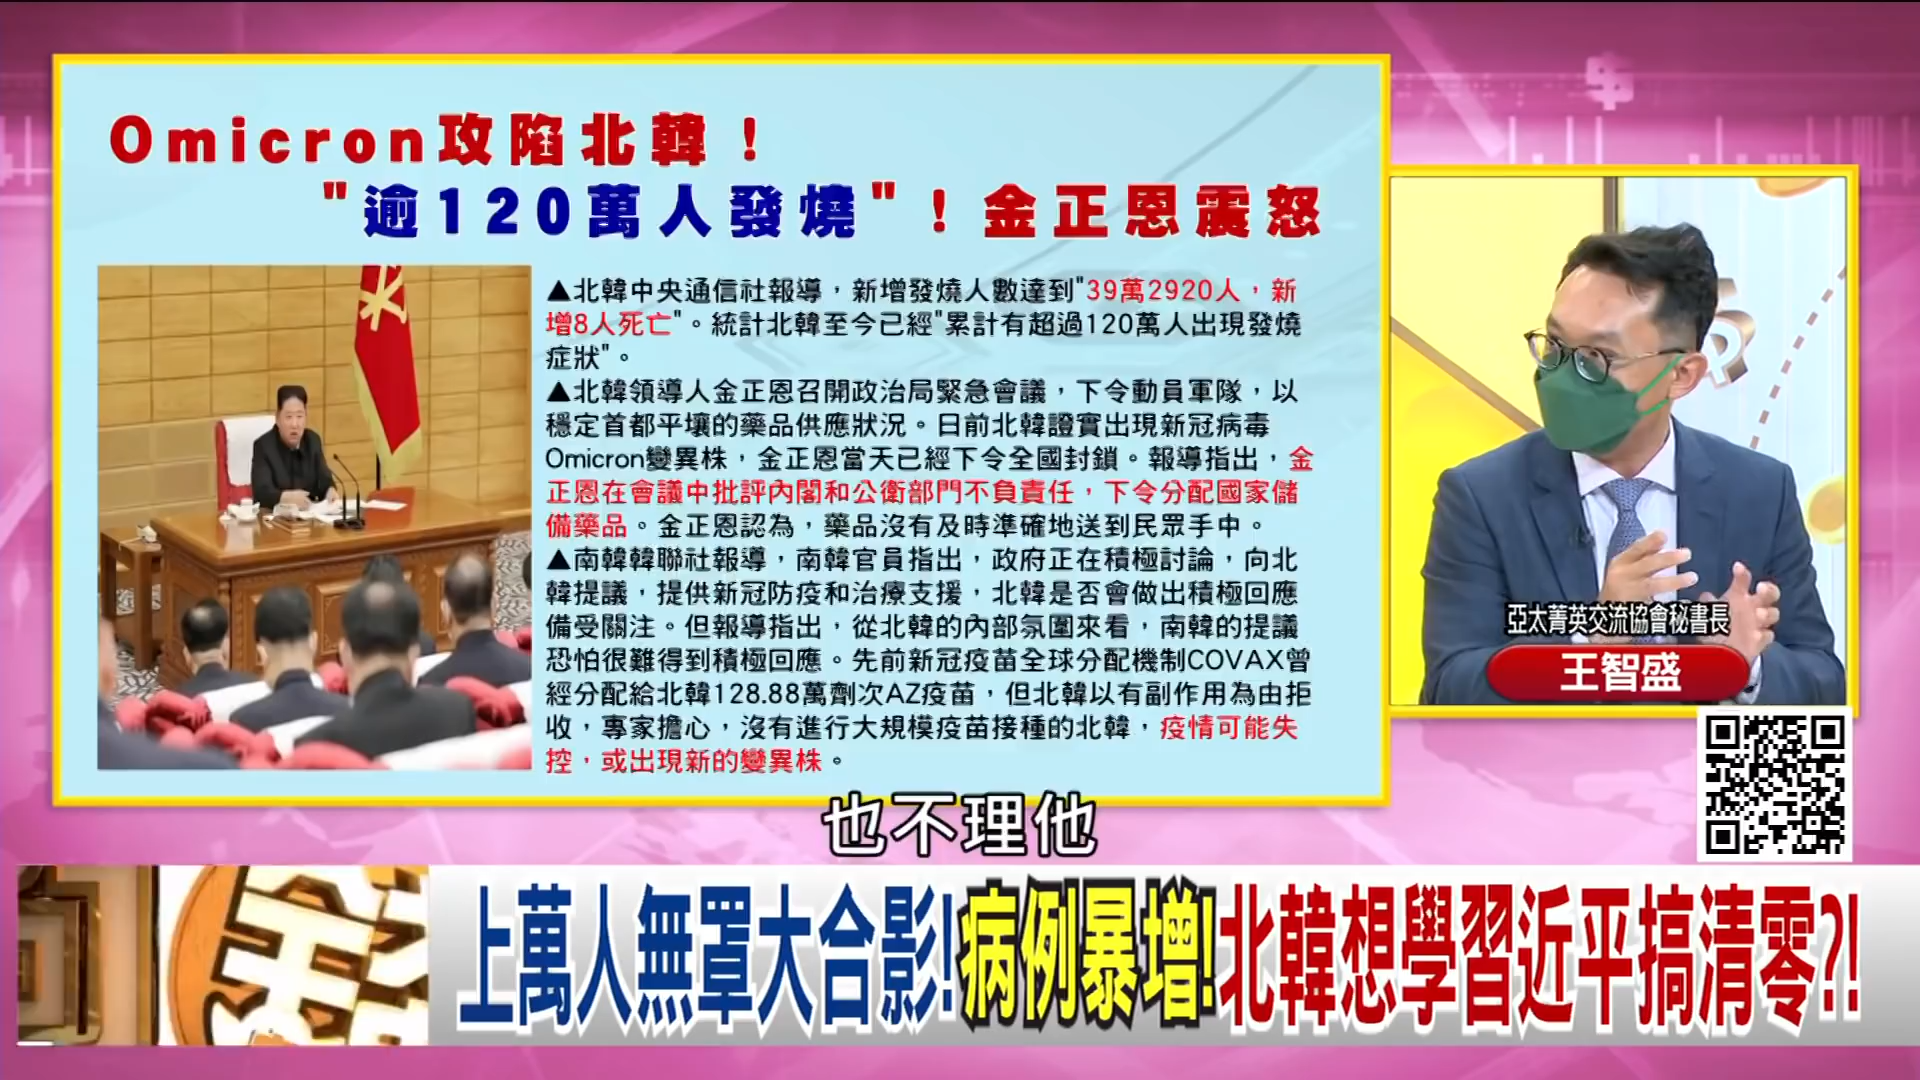 Omicron攻陷北韓！
"逾120萬人發燒"！金正恩震怒
▲北韓中央通信社報導，新增發燒人數達到"39萬2920人，新
增8人死亡"。統計北韓至今已經"累計有超過120萬人出現發燒
症狀"。
▲北韓領導人金正恩召開政治局緊急會議，下令動員軍隊，以
穩定首都平壤的藥品供應狀況。日前北韓證實出現新冠病毒
Omicron變異株，金正恩當天已經下令全國封鎖。報導指出，金
正恩在會議中批評內閣和公衛部門不負責任，下令分配國家儲
備藥品。金正恩認為，藥品沒有及時準確地送到民眾手中。
▲南韓韓聯社報導，南韓官員指出，政府正在積極討論，向北
韓提議，提供新冠防疫和治療支援，北韓是否會做出積極回應
備受關注。但報導指出，從北韓的內部氛圍來看，南韓的提議
恐怕很難得到積極回應。先前新冠疫苗全球分配機制COVAX曾
經分配給北韓128.88萬劑次AZ疫苗，但北韓以有副作用為由拒
收，專家擔心，沒有進行大規模疫苗接種的北韓，疫情可能失
控，或出現新的變異株。
亞太菁英交流協會秘書長
王智盛
也不理他
上萬人無罩大合影!病例暴增!北韓想學習近平搞清零?!